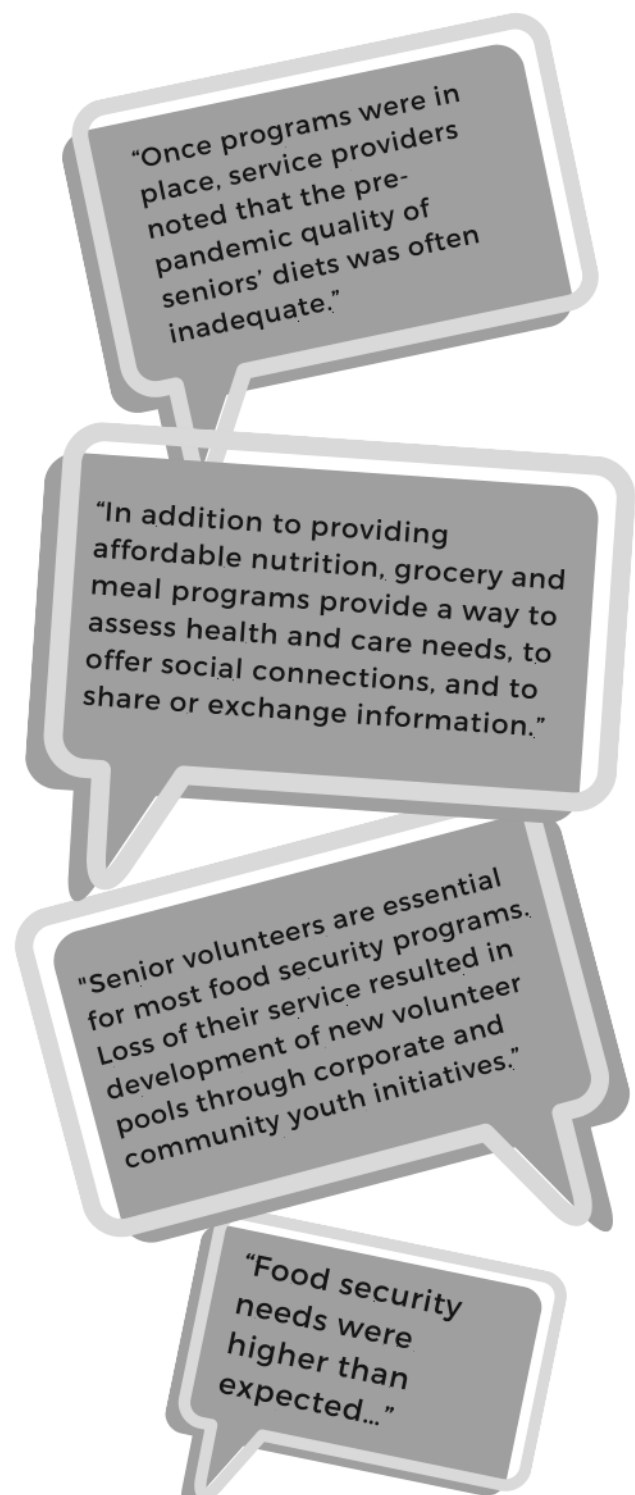 “Once programs were in
place, service providers
noted that the pre-
pandemic quality of
seniors’ diets was often
inadequate.”
“In addition to providing
affordable nutrition, grocery and
meal programs provide a way to
assess health and care needs, to
offer social connections, and to
share or exchange information.”
"Senior volunteers are essential
for most food security programs.
Loss of their service resulted in
development of new volunteer
pools through corporate and
community youth initiatives.”
“Food security
needs were
higher than
expected...”